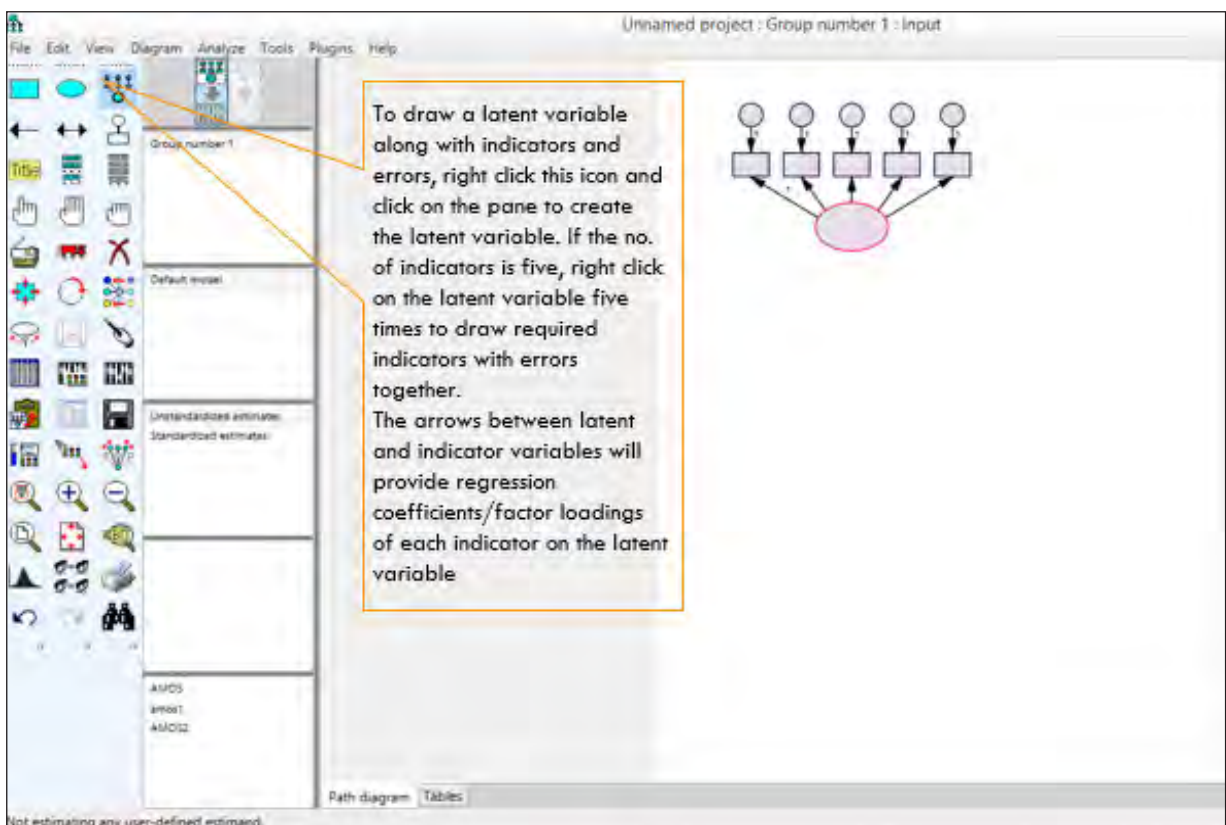 Unnamed project : Group number 1 : Input
File Edit View Diagram Analyze Tools Plugins Help
Title
Group number 1
Default model
Unstandardized estimates
Standardized estimates
AMOS
amos1
AMOS2
To draw a latent variable
along with indicators and
errors, right click this icon and
click on the pane to create
the latent variable. If the no.
of indicators is five, right click
on the latent variable five
times to draw required
indicators with errors
together.
The arrows between latent
and indicator variables will
provide regression
coefficients/factor loadings
of each indicator on the latent
variable
Path diagram Tables
Not estimating any user-defined estimand.